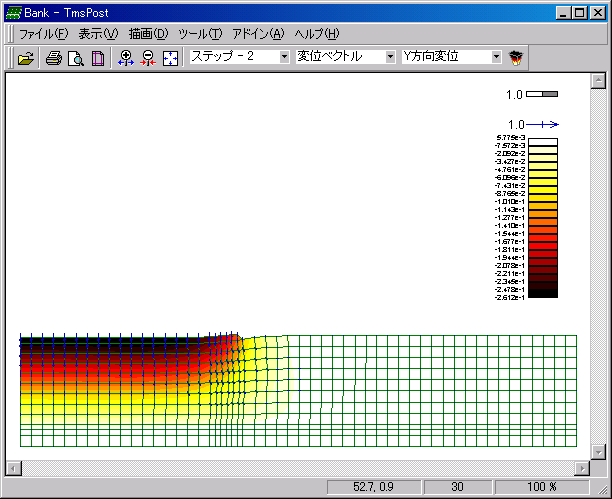 Bank - TmsPost
ファイル(F) 表示(V) 描画(D) ツール(T) アドイン(A) ヘルプ(H)
ステップ - 2 変位ベクトル Y方向変位
1.0
1.0
5.775e-3
-7.572e-3
-2.092e-2
-3.427e-2
-4.761e-2
-6.096e-2
-7.431e-2
-8.765e-2
-1.010e-1
-1.143e-1
-1.277e-1
-1.410e-1
-1.544e-1
-1.677e-1
-1.811e-1
-1.944e-1
-2.078e-1
-2.211e-1
-2.345e-1
-2.478e-1
-2.612e-1
52.7, 0.9 30 100 %